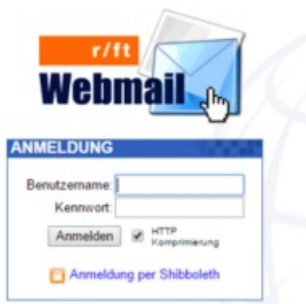 r/ft
Webmail
ANMELDUNG
Benutzername:
Kennwort:
Anmelden
HTTP
Komprimierung
Anmeldung per Shibboleth